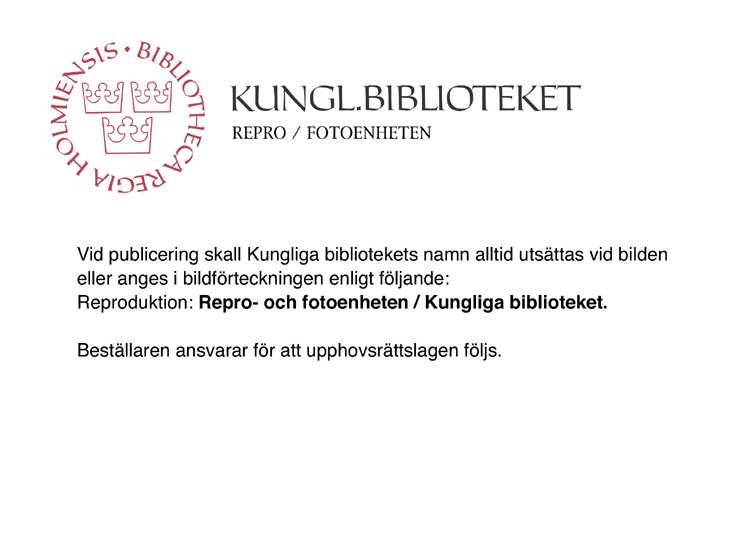 BIBLIOTHECA REGIA HOLMIENSIS •
KUNGL.BIBLIOTEKET
REPRO / FOTOENHETEN
Vid publicering skall Kungliga bibliotekets namn alltid utsättas vid bilden
eller anges i bildförteckningen enligt följande:
Reproduktion: Repro- och fotoenheten / Kungliga biblioteket.
Beställaren ansvarar för att upphovsrättslagen följs.